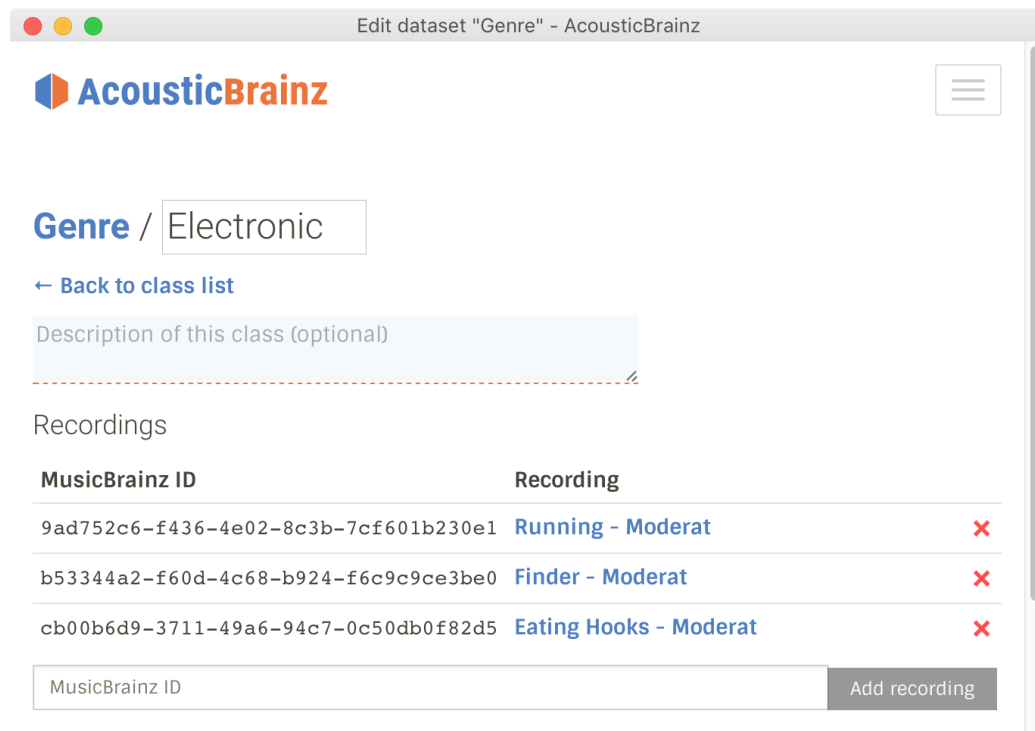 Edit dataset "Genre" - AcousticBrainz
AcousticBrainz
Genre / Electronic
← Back to class list
Description of this class (optional)
Recordings
MusicBrainz ID Recording
9ad752c6-f436-4e02-8c3b-7cf601b230e1 Running - Moderat
b53344a2-f60d-4c68-b924-f6c9c9ce3be0 Finder - Moderat
cb00b6d9-3711-49a6-94c7-0c50db0f82d5 Eating Hooks - Moderat
MusicBrainz ID Add recording